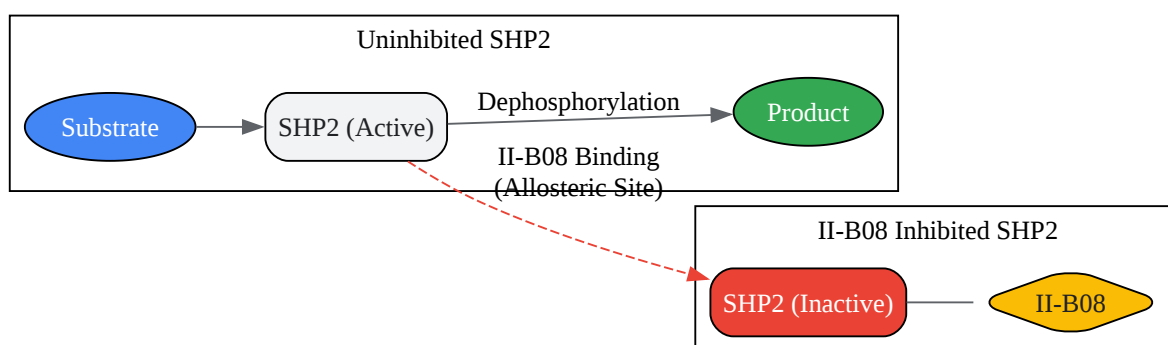 Uninhibited SHP2
Substrate
SHP2 (Active)
Dephosphorylation
Product
II-B08 Binding
(Allosteric Site)
II-B08 Inhibited SHP2
SHP2 (Inactive)
II-B08